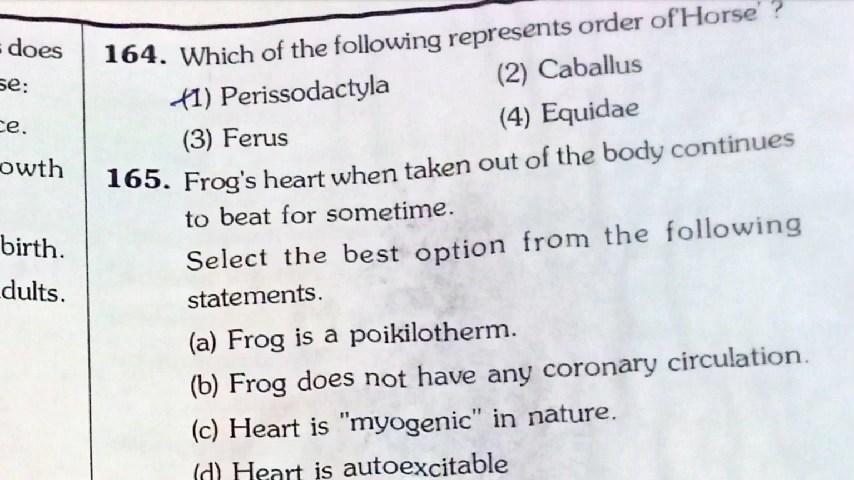 does
se:
ce.
owth
birth.
dults.
164. Which of the following represents order of'Horse' ?
(1) Perissodactyla
(2) Caballus
(3) Ferus
(4) Equidae
165. Frog's heart when taken out of the body continues
to beat for sometime.
Select the best option from the following
statements.
(a) Frog is a poikilotherm.
(b) Frog does not have any coronary circulation.
(c) Heart is "myogenic" in nature.
(d) Heart is autoexcitable